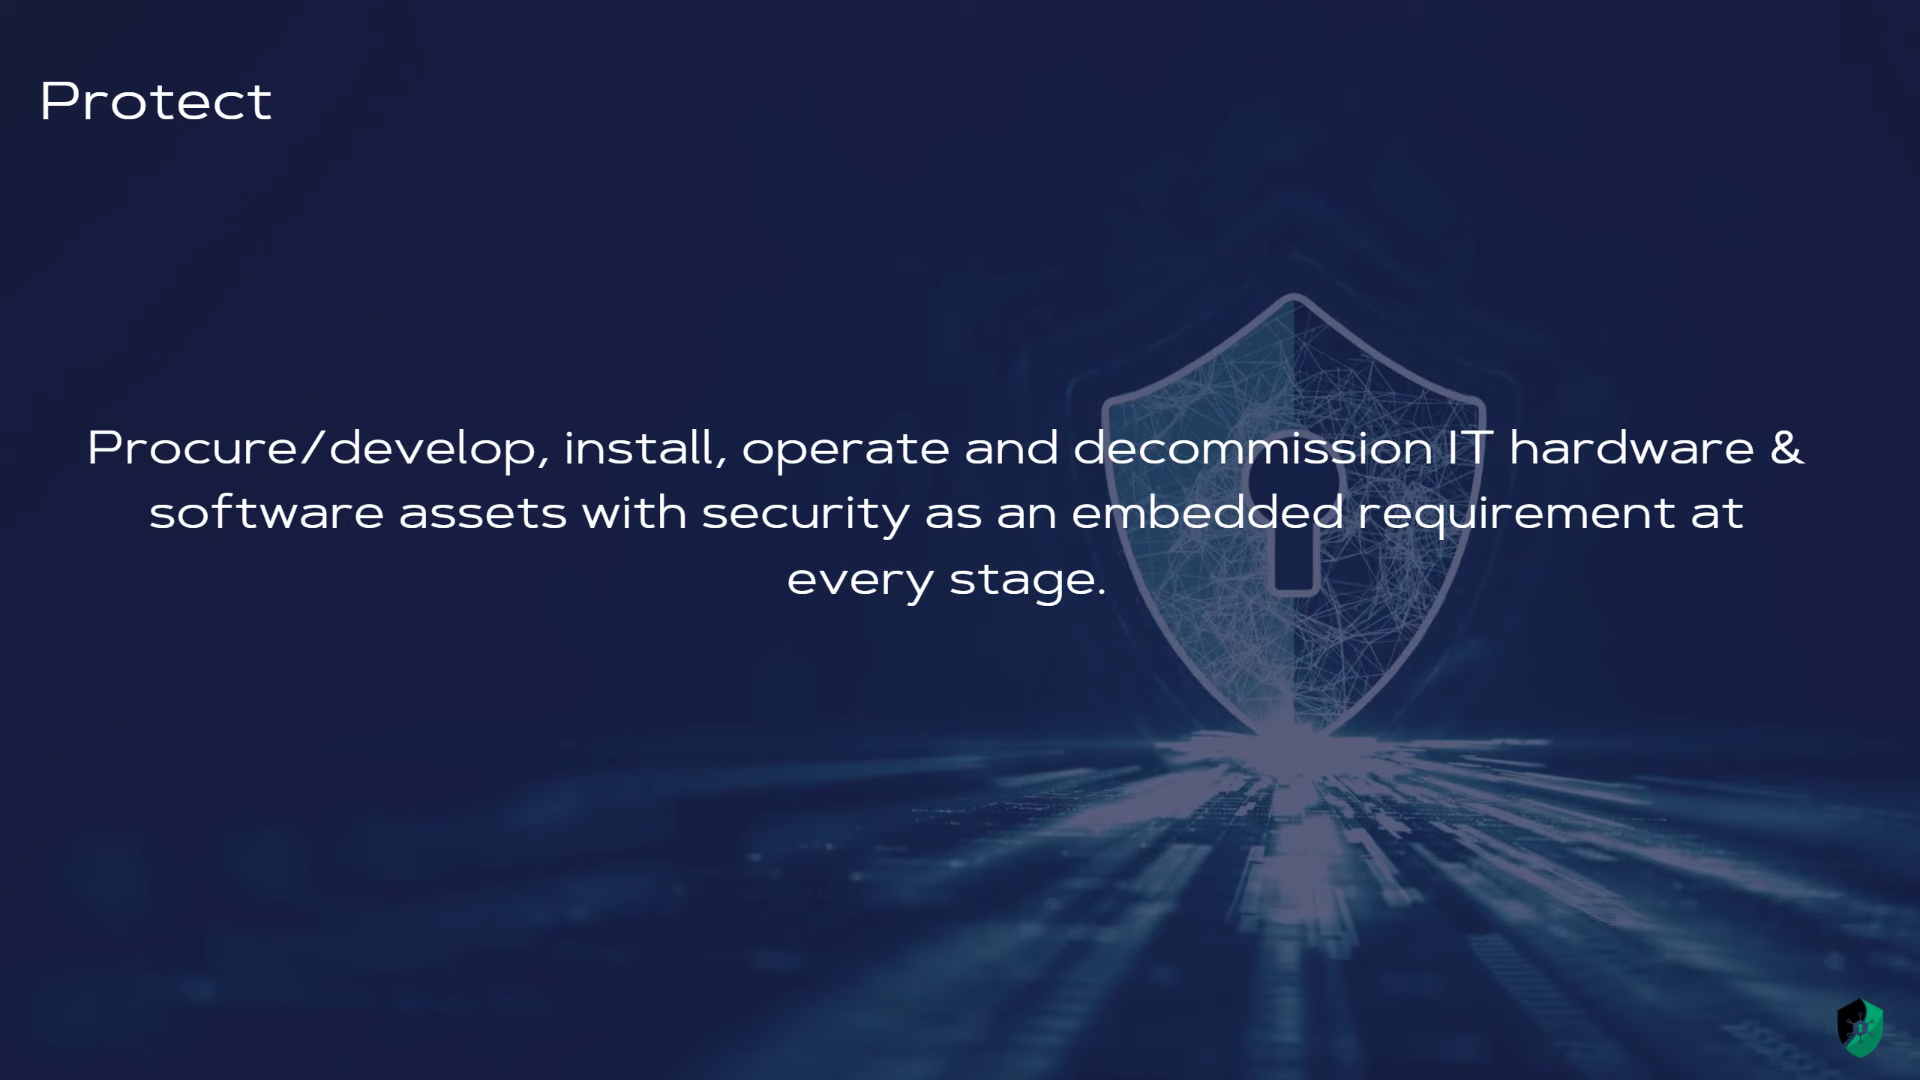 Protect
Procure/develop, install, operate and decommission IT hardware &
software assets with security as an embedded requirement at
every stage.